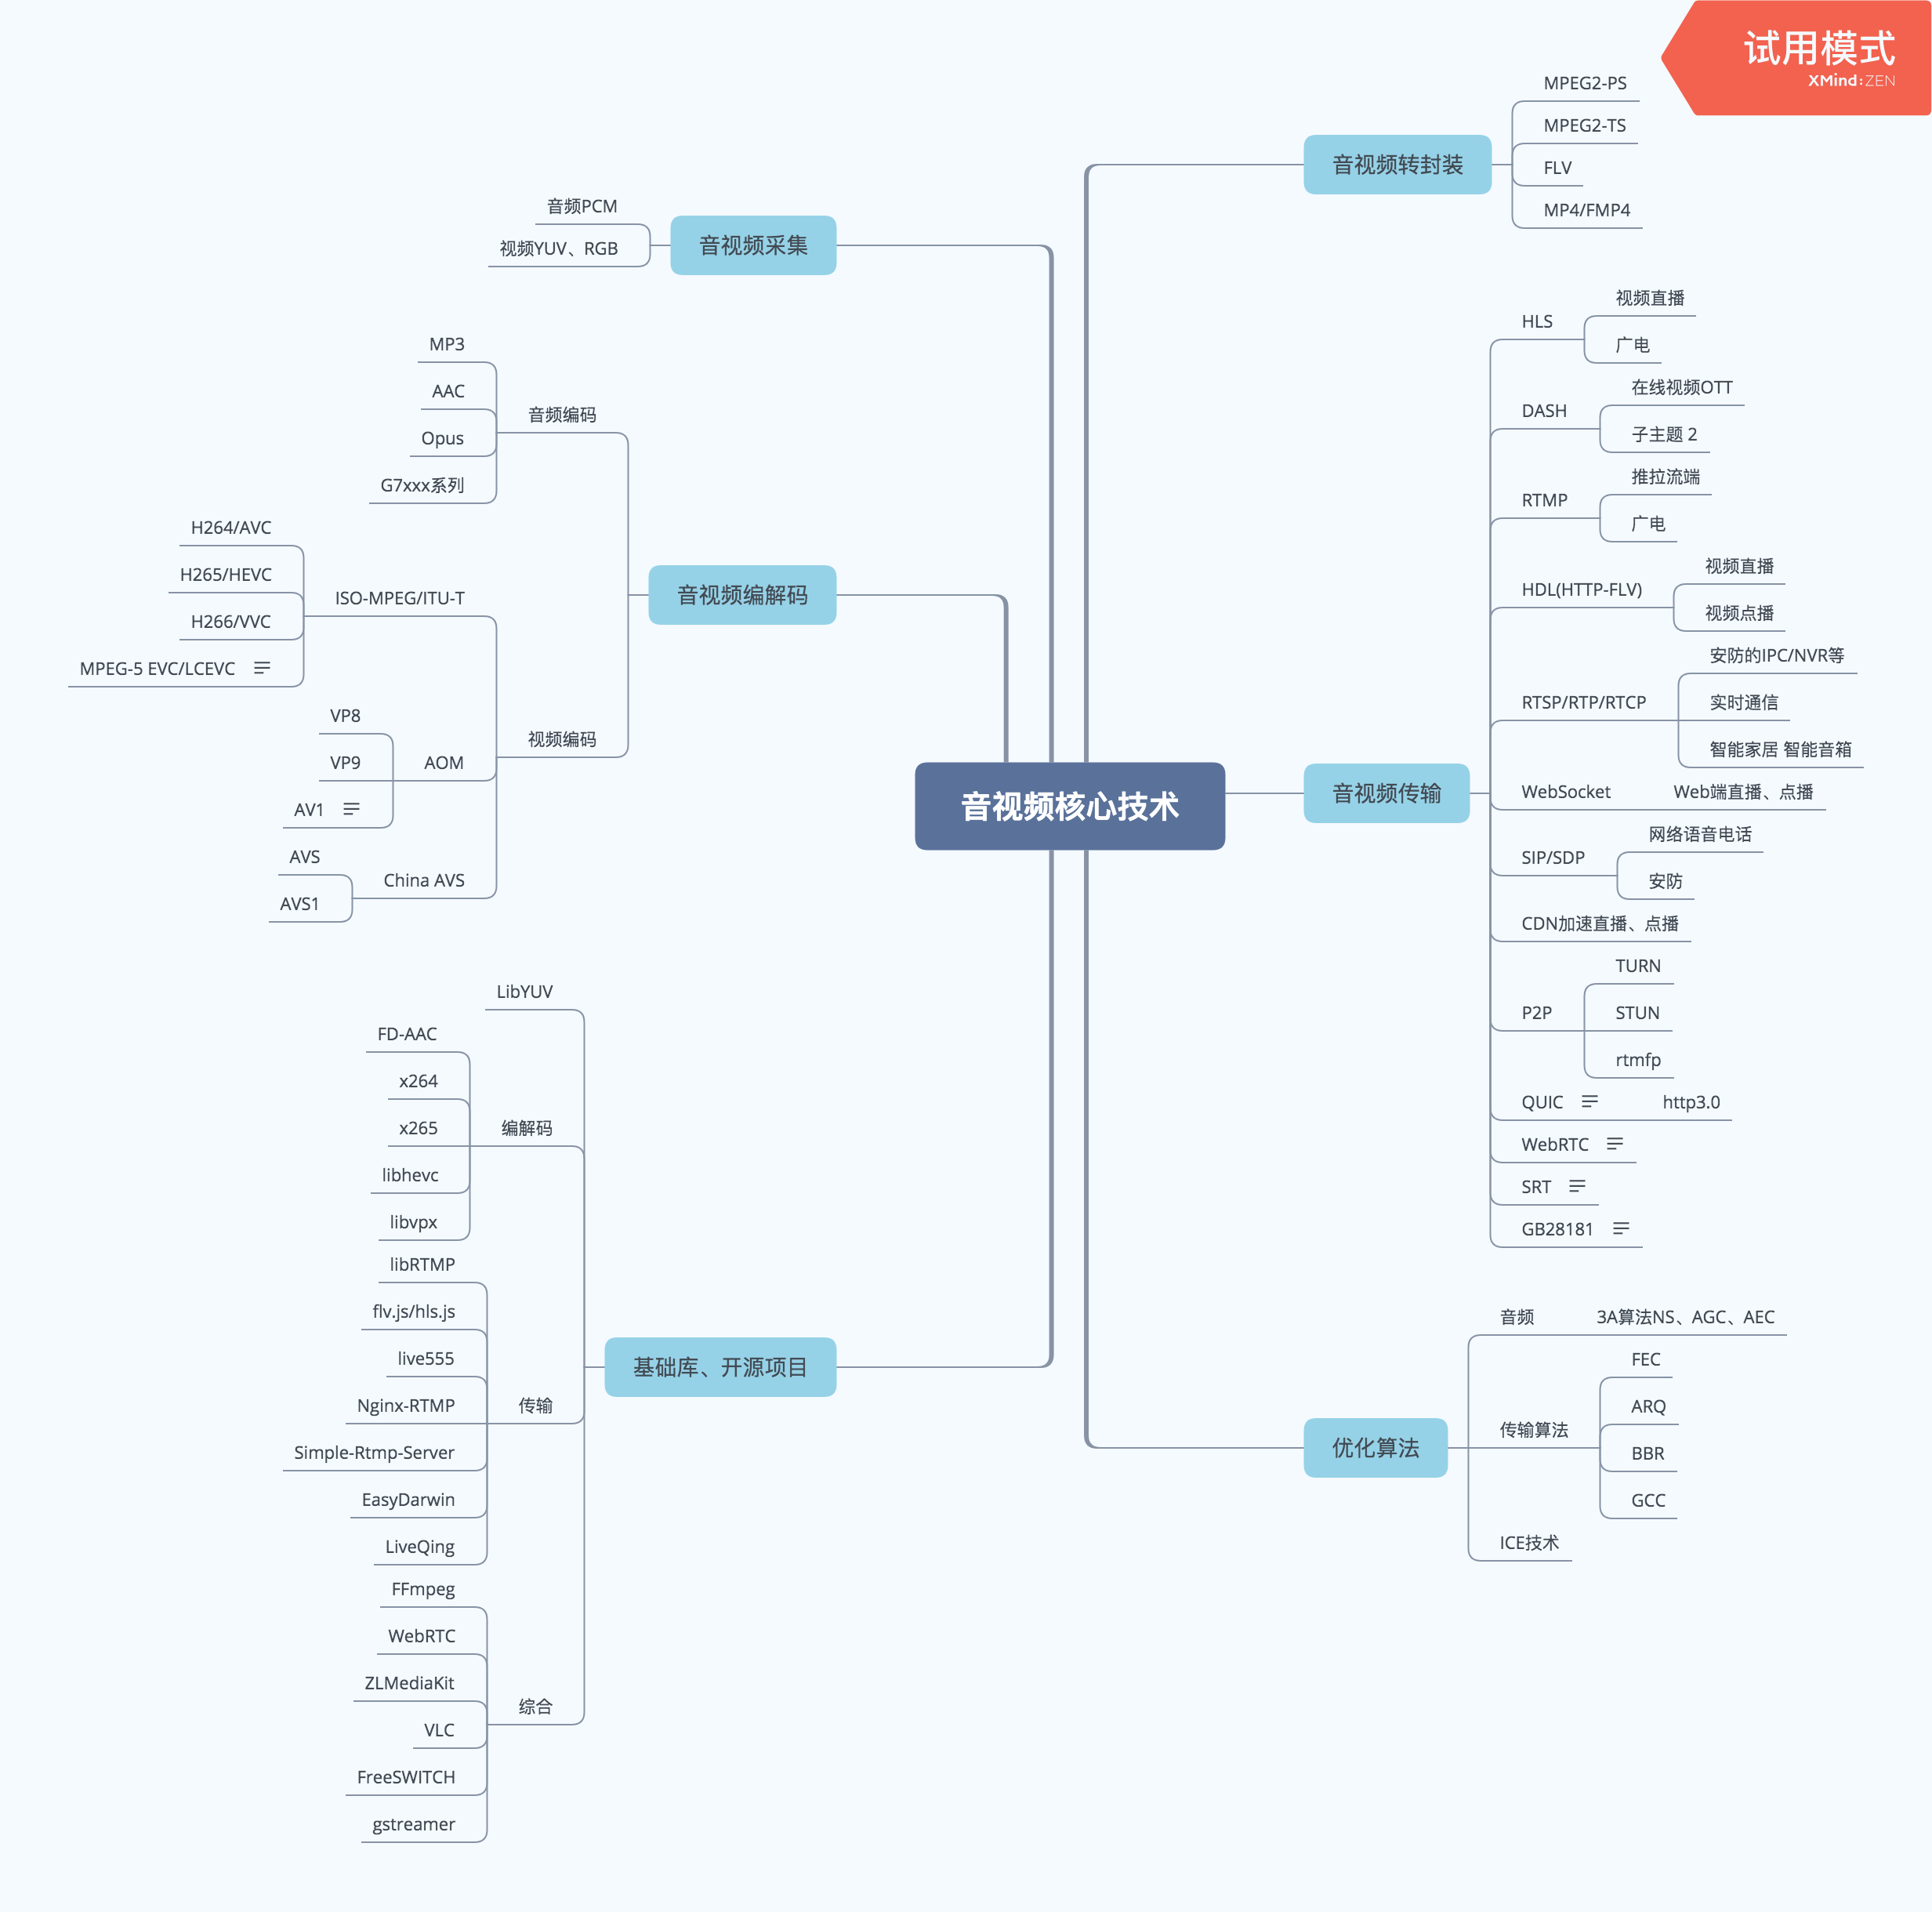 试用模式
XMind:ZEN
音视频核心技术
音视频转封装
MPEG2-PS
MPEG2-TS
FLV
MP4/FMP4
音视频传输
HLS
视频直播
广电
DASH
在线视频OTT
子主题 2
RTMP
推拉流端
广电
HDL(HTTP-FLV)
视频直播
视频点播
RTSP/RTP/RTCP
安防的IPC/NVR等
实时通信
智能家居 智能音箱
WebSocket
Web端直播、点播
SIP/SDP
网络语音电话
安防
CDN加速直播、点播
P2P
TURN
STUN
rtmfp
QUIC
http3.0
WebRTC
SRT
GB28181
优化算法
音频
3A算法NS、AGC、AEC
传输算法
FEC
ARQ
BBR
GCC
ICE技术
音视频采集
音频PCM
视频YUV、RGB
音视频编解码
音频编码
MP3
AAC
Opus
G7xxx系列
视频编码
ISO-MPEG/ITU-T
H264/AVC
H265/HEVC
H266/VVC
MPEG-5 EVC/LCEVC
AOM
VP8
VP9
AV1
China AVS
AVS
AVS1
基础库、开源项目
LibYUV
编解码
FD-AAC
x264
x265
libhevc
libvpx
传输
libRTMP
flv.js/hls.js
live555
Nginx-RTMP
Simple-Rtmp-Server
EasyDarwin
LiveQing
综合
FFmpeg
WebRTC
ZLMediaKit
VLC
FreeSWITCH
gstreamer